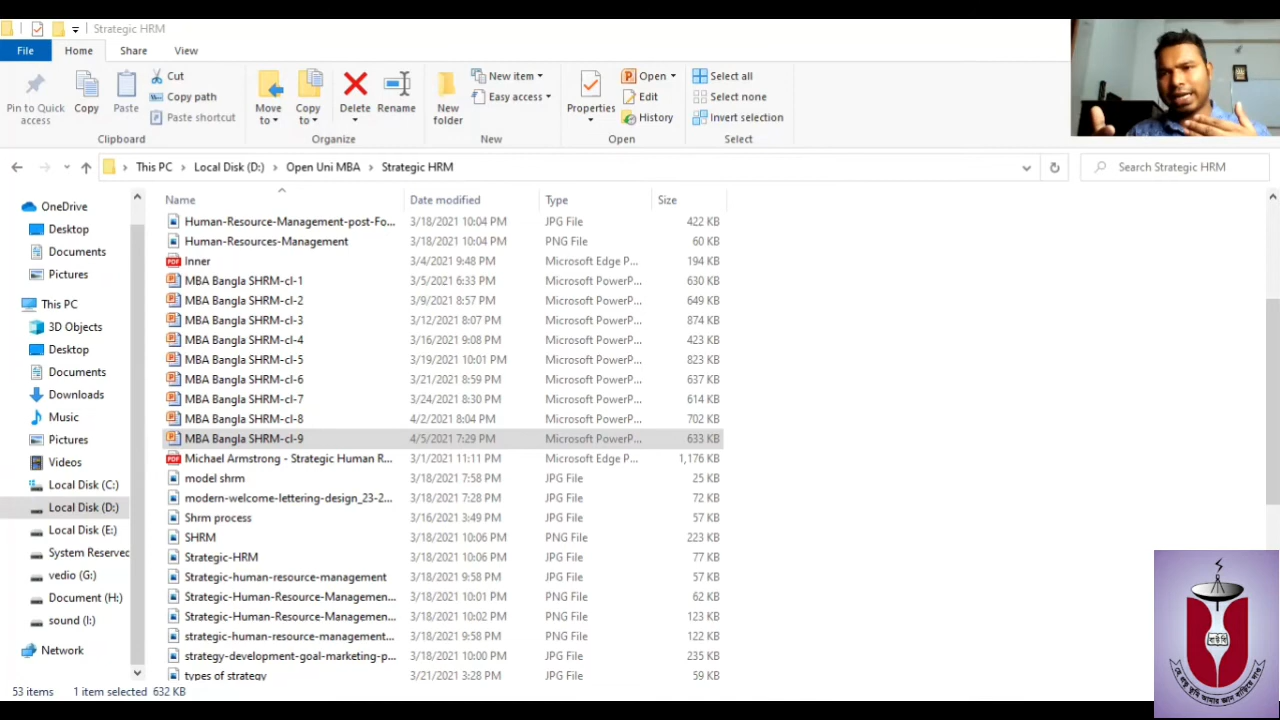 Strategic HRM
File Home Share View
Pin to Quick access
Copy
Paste
Cut
Copy path
Paste shortcut
Clipboard
Move to
Copy to
Delete
Rename
Organize
New folder
New item
Easy access
New
Properties
Open
Edit
History
Open
Select all
Select none
Invert selection
Select
This PC > Local Disk (D:) > Open Uni MBA > Strategic HRM
Search Strategic HRM
OneDrive
Desktop
Documents
Pictures
This PC
3D Objects
Desktop
Documents
Downloads
Music
Pictures
Videos
Local Disk (C:)
Local Disk (D:)
Local Disk (E:)
System Reserved
vedio (G:)
Document (H:)
sound (I:)
Network
Name Date modified Type Size
Human-Resource-Management-post-Fo... 3/18/2021 10:04 PM JPG File 422 KB
Human-Resources-Management 3/18/2021 10:04 PM PNG File 60 KB
Inner 3/4/2021 9:48 PM Microsoft Edge P... 194 KB
MBA Bangla SHRM-cl-1 3/5/2021 6:33 PM Microsoft PowerP... 630 KB
MBA Bangla SHRM-cl-2 3/9/2021 8:57 PM Microsoft PowerP... 649 KB
MBA Bangla SHRM-cl-3 3/12/2021 8:07 PM Microsoft PowerP... 874 KB
MBA Bangla SHRM-cl-4 3/16/2021 9:08 PM Microsoft PowerP... 423 KB
MBA Bangla SHRM-cl-5 3/19/2021 10:01 PM Microsoft PowerP... 823 KB
MBA Bangla SHRM-cl-6 3/21/2021 8:59 PM Microsoft PowerP... 637 KB
MBA Bangla SHRM-cl-7 3/24/2021 8:30 PM Microsoft PowerP... 614 KB
MBA Bangla SHRM-cl-8 4/2/2021 8:04 PM Microsoft PowerP... 702 KB
MBA Bangla SHRM-cl-9 4/5/2021 7:29 PM Microsoft PowerP... 633 KB
Michael Armstrong - Strategic Human R... 3/1/2021 11:11 PM Microsoft Edge P... 1,176 KB
model shrm 3/18/2021 7:58 PM JPG File 25 KB
modern-welcome-lettering-design_23-2... 3/18/2021 7:28 PM JPG File 72 KB
Shrm process 3/16/2021 3:49 PM JPG File 57 KB
SHRM 3/18/2021 10:06 PM PNG File 223 KB
Strategic-HRM 3/18/2021 10:06 PM JPG File 77 KB
Strategic-human-resource-management 3/18/2021 9:58 PM JPG File 57 KB
Strategic-Human-Resource-Managemen... 3/18/2021 10:01 PM PNG File 62 KB
Strategic-Human-Resource-Managemen... 3/18/2021 10:02 PM PNG File 123 KB
strategic-human-resource-management... 3/18/2021 9:58 PM PNG File 122 KB
strategy-development-goal-marketing-p... 3/18/2021 10:00 PM JPG File 235 KB
types of strategy 3/21/2021 3:28 PM JPG File 59 KB
53 items 1 item selected 632 KB
বাউবি